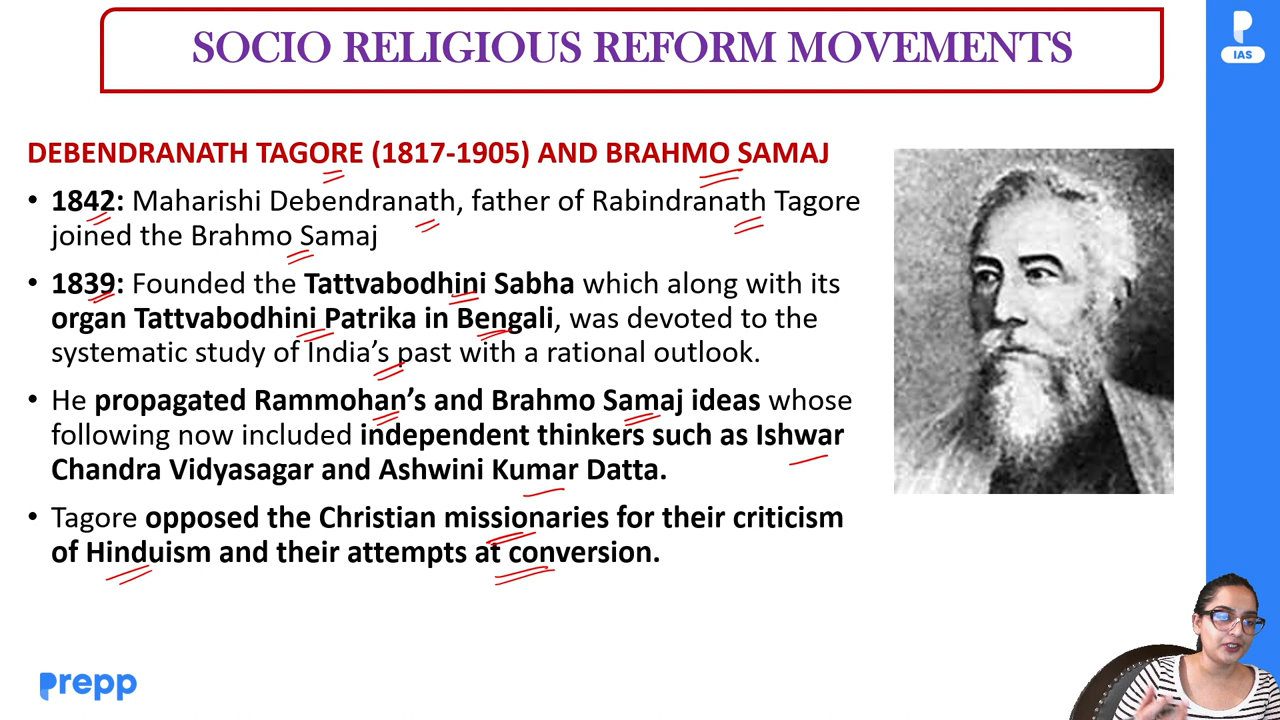 SOCIO RELIGIOUS REFORM MOVEMENTS
IAS
DEBENDRANATH TAGORE (1817-1905) AND BRAHMO SAMAJ
• 1842: Maharishi Debendranath, father of Rabindranath Tagore
joined the Brahmo Samaj
• 1839: Founded the Tattvabodhini Sabha which along with its
organ Tattvabodhini Patrika in Bengali, was devoted to the
systematic study of India’s past with a rational outlook.
• He propagated Rammohan’s and Brahmo Samaj ideas whose
following now included independent thinkers such as Ishwar
Chandra Vidyasagar and Ashwini Kumar Datta.
• Tagore opposed the Christian missionaries for their criticism
of Hinduism and their attempts at conversion.
prepp